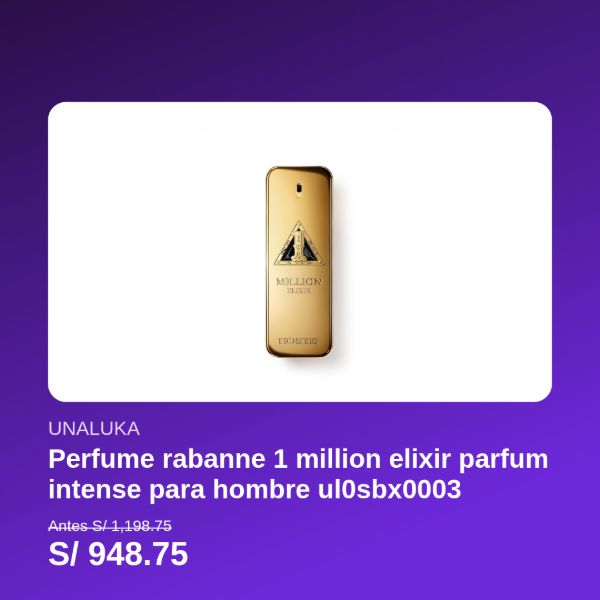 1
MILLION
ELIXIR
UNALUKA
Perfume rabanne 1 million elixir parfum
intense para hombre ul0sbx0003
Antes S/ 1,198.75
S/ 948.75